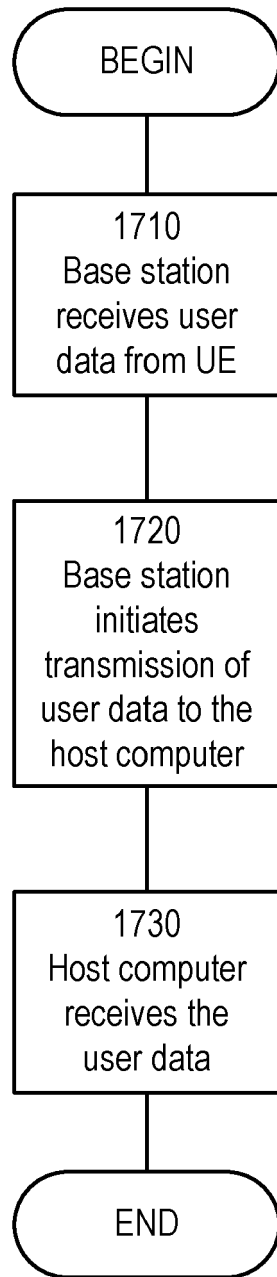 BEGIN
1710
Base station
receives user
data from UE
1720
Base station
initiates
transmission of
user data to the
host computer
1730
Host computer
receives the
user data
END